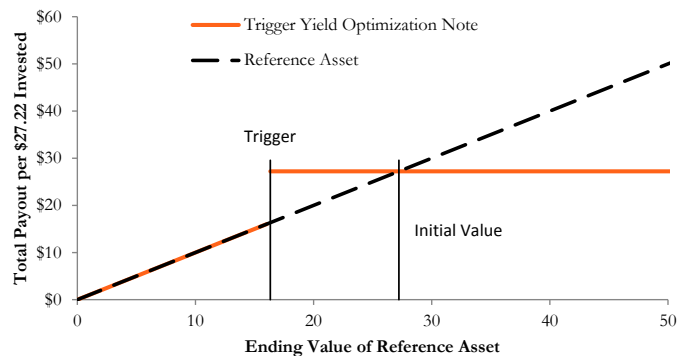 Total Payout per $27.22 Invested
$60
$50
$40
$30
$20
$10
$0
Trigger Yield Optimization Note
Reference Asset
Trigger
Initial Value
0
10
20
30
40
50
Ending Value of Reference Asset